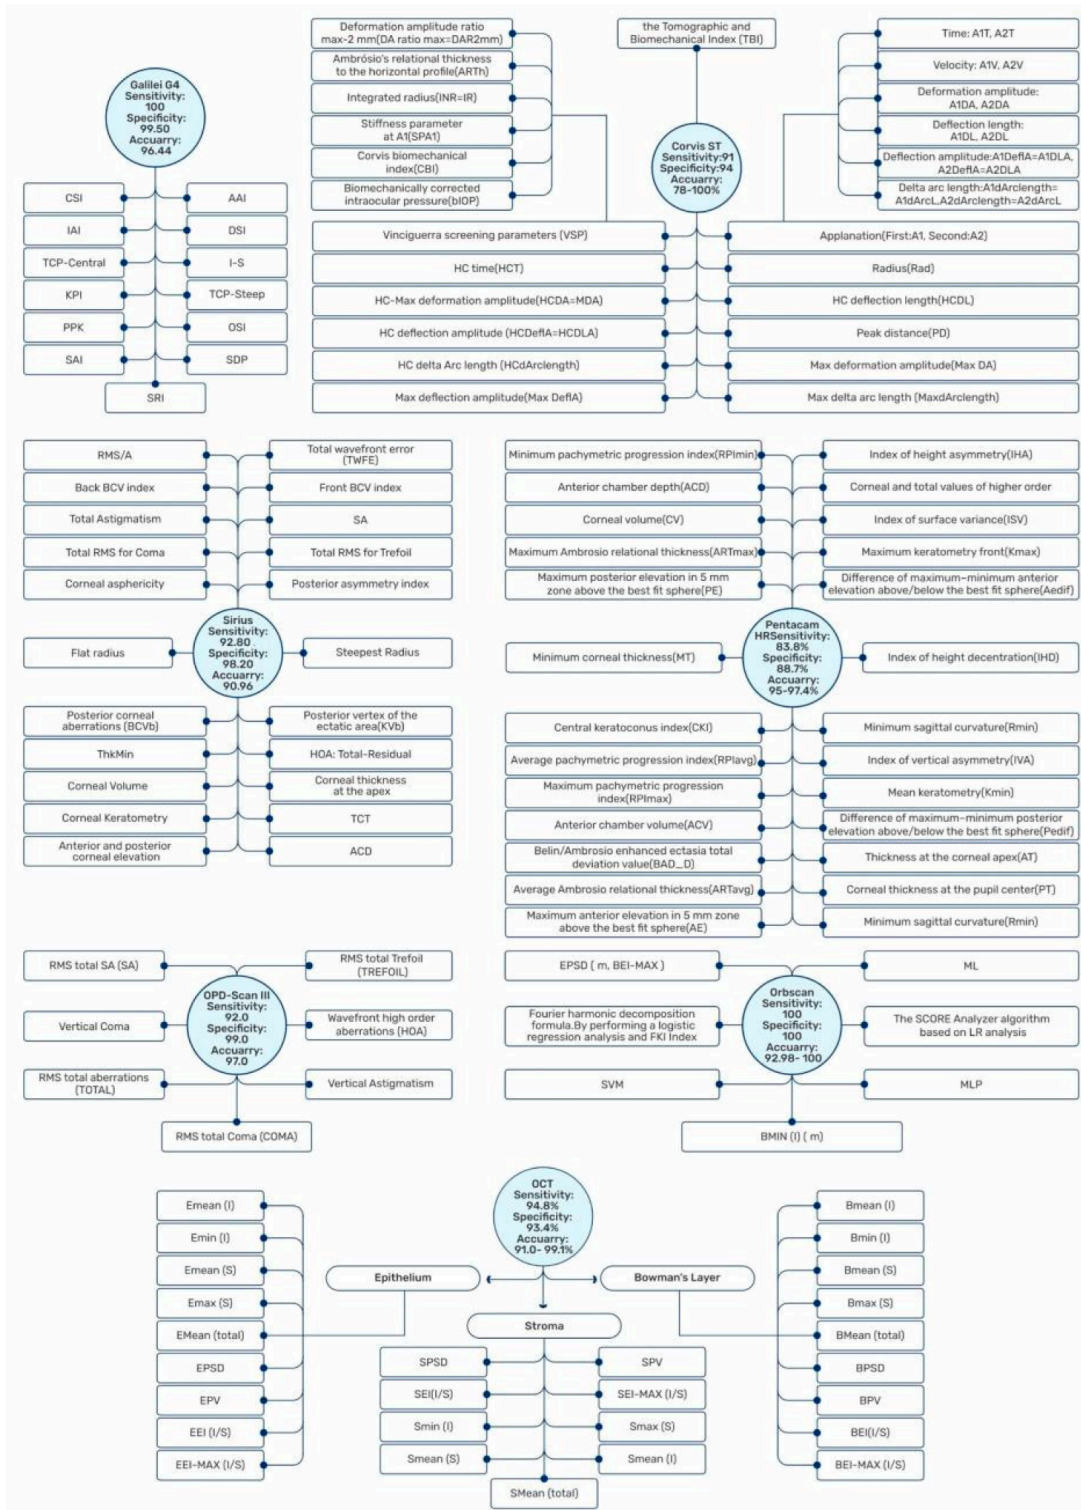 Galilei G4
Sensitivity:
100
Specificity:
99.50
Accuarry:
96.44
CSI
AAI
IAI
DSI
TCP-Central
I-S
KPI
TCP-Steep
PPK
OSI
SAI
SDP
SRI
Deformation amplitude ratio
max-2 mm(DA ratio max=DAR2mm)
Ambrósio's relational thickness
to the horizontal profile(ARTh)
Integrated radius(INR=IR)
Stiffness parameter
at A1(SPA1)
Corvis biomechanical
index(CBI)
Biomechanically corrected
intraocular pressure(bIOP)
the Tomographic and
Biomechanical Index (TBI)
Corvis ST
Sensitivity:91
Specificity:94
Accuarry:
78-100%
Time: A1T, A2T
Velocity: A1V, A2V
Deformation amplitude:
A1DA, A2DA
Deflection length:
A1DL, A2DL
Deflection amplitude:A1DeflA=A1DLA,
A2DeflA=A2DLA
Delta arc length:A1dArclength=
A1dArcL,A2dArclength=A2dArcL
Vinciguerra screening parameters (VSP)
Applanation(First:A1, Second:A2)
HC time(HCT)
Radius(Rad)
HC-Max deformation amplitude(HCDA=MDA)
HC deflection length(HCDL)
HC deflection amplitude (HCDeflA=HCDLA)
Peak distance(PD)
HC delta Arc length (HCdArclength)
Max deformation amplitude(Max DA)
Max deflection amplitude(Max DeflA)
Max delta arc length (MaxdArclength)
RMS/A
Total wavefront error
(TWFE)
Back BCV index
Front BCV index
Total Astigmatism
SA
Total RMS for Coma
Total RMS for Trefoil
Corneal asphericity
Posterior asymmetry index
Sirius
Sensitivity:
92.80
Specificity:
98.20
Accuarry:
90.96
Flat radius
Steepest Radius
Posterior corneal
aberrations (BCVb)
Posterior vertex of the
ectatic area(KVb)
ThkMin
HOA: Total-Residual
Corneal Volume
Corneal thickness
at the apex
Corneal Keratometry
TCT
Anterior and posterior
corneal elevation
ACD
Minimum pachymetric progression index(RPImin)
Index of height asymmetry(IHA)
Anterior chamber depth(ACD)
Corneal and total values of higher order
Corneal volume(CV)
Index of surface variance(ISV)
Maximum Ambrosio relational thickness(ARTmax)
Maximum keratometry front(Kmax)
Maximum posterior elevation in 5 mm
zone above the best fit sphere(PE)
Difference of maximum-minimum anterior
elevation above/below the best fit sphere(Aedif)
Pentacam
HRSensitivity:
83.8%
Specificity:
88.7%
Accuarry:
95-97.4%
Minimum corneal thickness(MT)
Index of height decentration(IHD)
Central keratoconus index(CKI)
Minimum sagittal curvature(Rmin)
Average pachymetric progression index(RPIavg)
Index of vertical asymmetry(IVA)
Maximum pachymetric progression
index(RPImax)
Mean keratometry(Kmin)
Anterior chamber volume(ACV)
Difference of maximum-minimum posterior
elevation above/below the best fit sphere(Pedif)
Belin/Ambrosio enhanced ectasia total
deviation value(BAD_D)
Thickness at the corneal apex(AT)
Average Ambrosio relational thickness(ARTavg)
Corneal thickness at the pupil center(PT)
Maximum anterior elevation in 5 mm zone
above the best fit sphere(AE)
Minimum sagittal curvature(Rmin)
RMS total SA (SA)
RMS total Trefoil
(TREFOIL)
OPD-Scan III
Sensitivity:
92.0
Specificity:
99.0
Accuarry:
97.0
Vertical Coma
Wavefront high order
aberrations (HOA)
RMS total aberrations
(TOTAL)
Vertical Astigmatism
RMS total Coma (COMA)
EPSD ( m, BEI-MAX )
ML
Orbscan
Sensitivity:
100
Specificity:
100
Accuarry:
92.98- 100
Fourier harmonic decomposition
formula.By performing a logistic
regression analysis and FKI Index
The SCORE Analyzer algorithm
based on LR analysis
SVM
MLP
BMIN (I) ( m)
OCT
Sensitivity:
94.8%
Specificity:
93.4%
Accuarry:
91.0- 99.1%
Epithelium
Bowman's Layer
Stroma
Emean (I)
Emin (I)
Emean (S)
Emax (S)
EMean (total)
EPSD
EPV
EEI (I/S)
EEI-MAX (I/S)
SPSD
SPV
SEI(I/S)
SEI-MAX (I/S)
Smin (I)
Smax (S)
Smean (S)
Smean (I)
SMean (total)
Bmean (I)
Bmin (I)
Bmean (S)
Bmax (S)
BMean (total)
BPSD
BPV
BEI(I/S)
BEI-MAX (I/S)